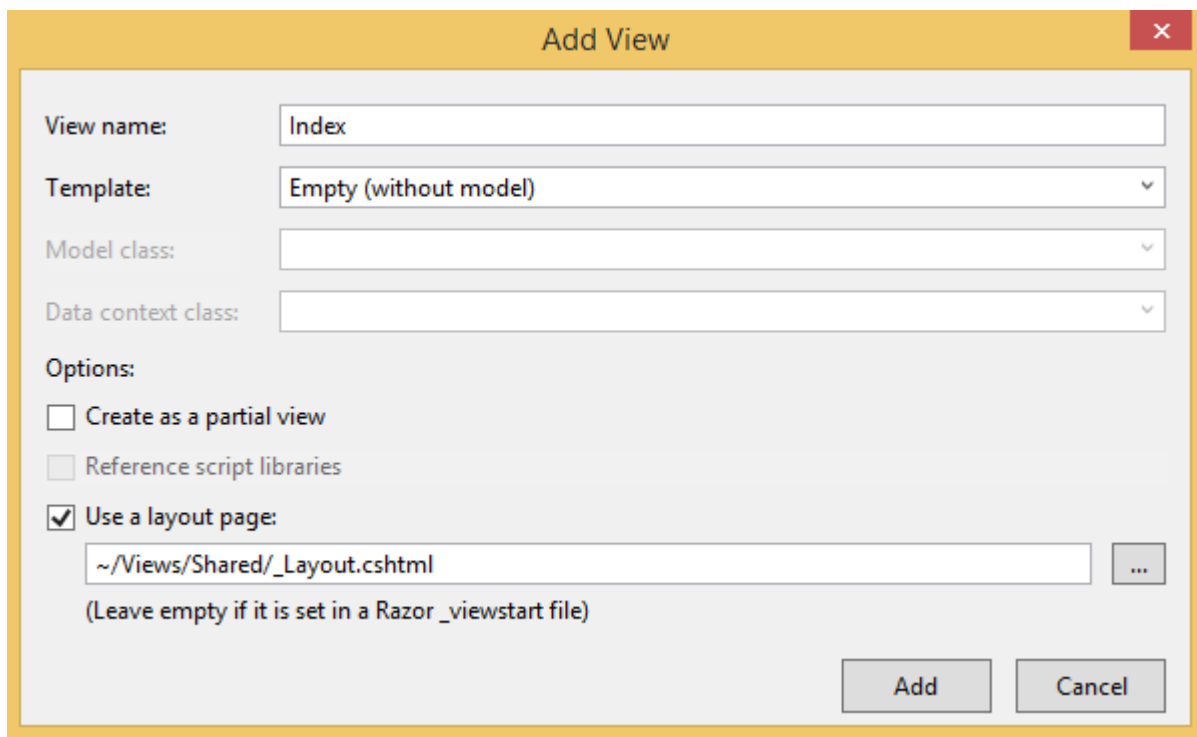 Add View
View name: Index
Template: Empty (without model)
Model class:
Data context class:
Options:
Create as a partial view
Reference script libraries
Use a layout page:
~/Views/Shared/_Layout.cshtml ...
(Leave empty if it is set in a Razor _viewstart file)
Add Cancel